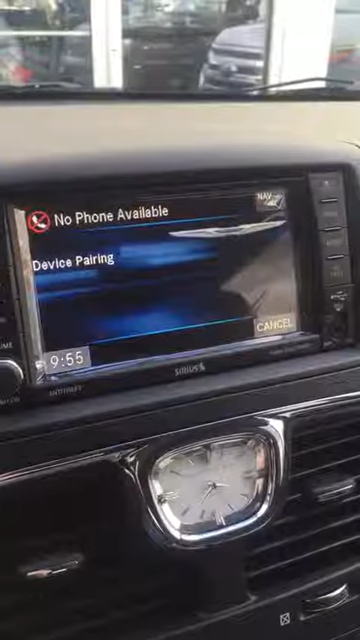 No Phone Available
NAV
Device Pairing
CANCEL
9:55
SIRIUS